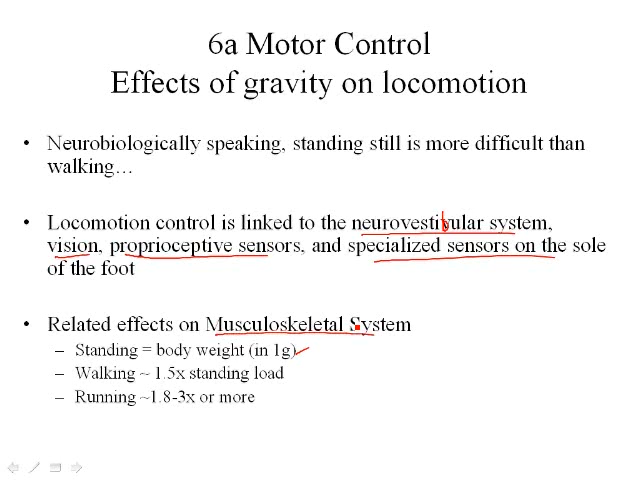 6a Motor Control
Effects of gravity on locomotion
• Neurobiologically speaking, standing still is more difficult than
walking…
• Locomotion control is linked to the neurovestivular system,
vision, proprioceptive sensors, and specialized sensors on the sole
of the foot
• Related effects on Musculoskeletal System
– Standing = body weight (in 1g)
– Walking ~ 1.5x standing load
– Running ~1.8-3x or more